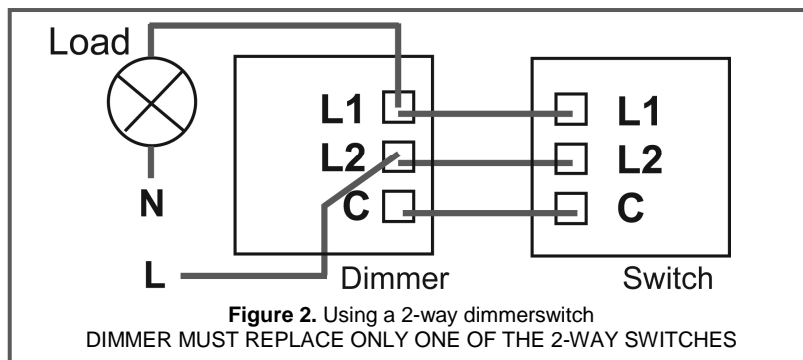 Load
L1 L1
L2 L2
N C C
L
Dimmer Switch
Figure 2. Using a 2-way dimmerswitch
DIMMER MUST REPLACE ONLY ONE OF THE 2-WAY SWITCHES